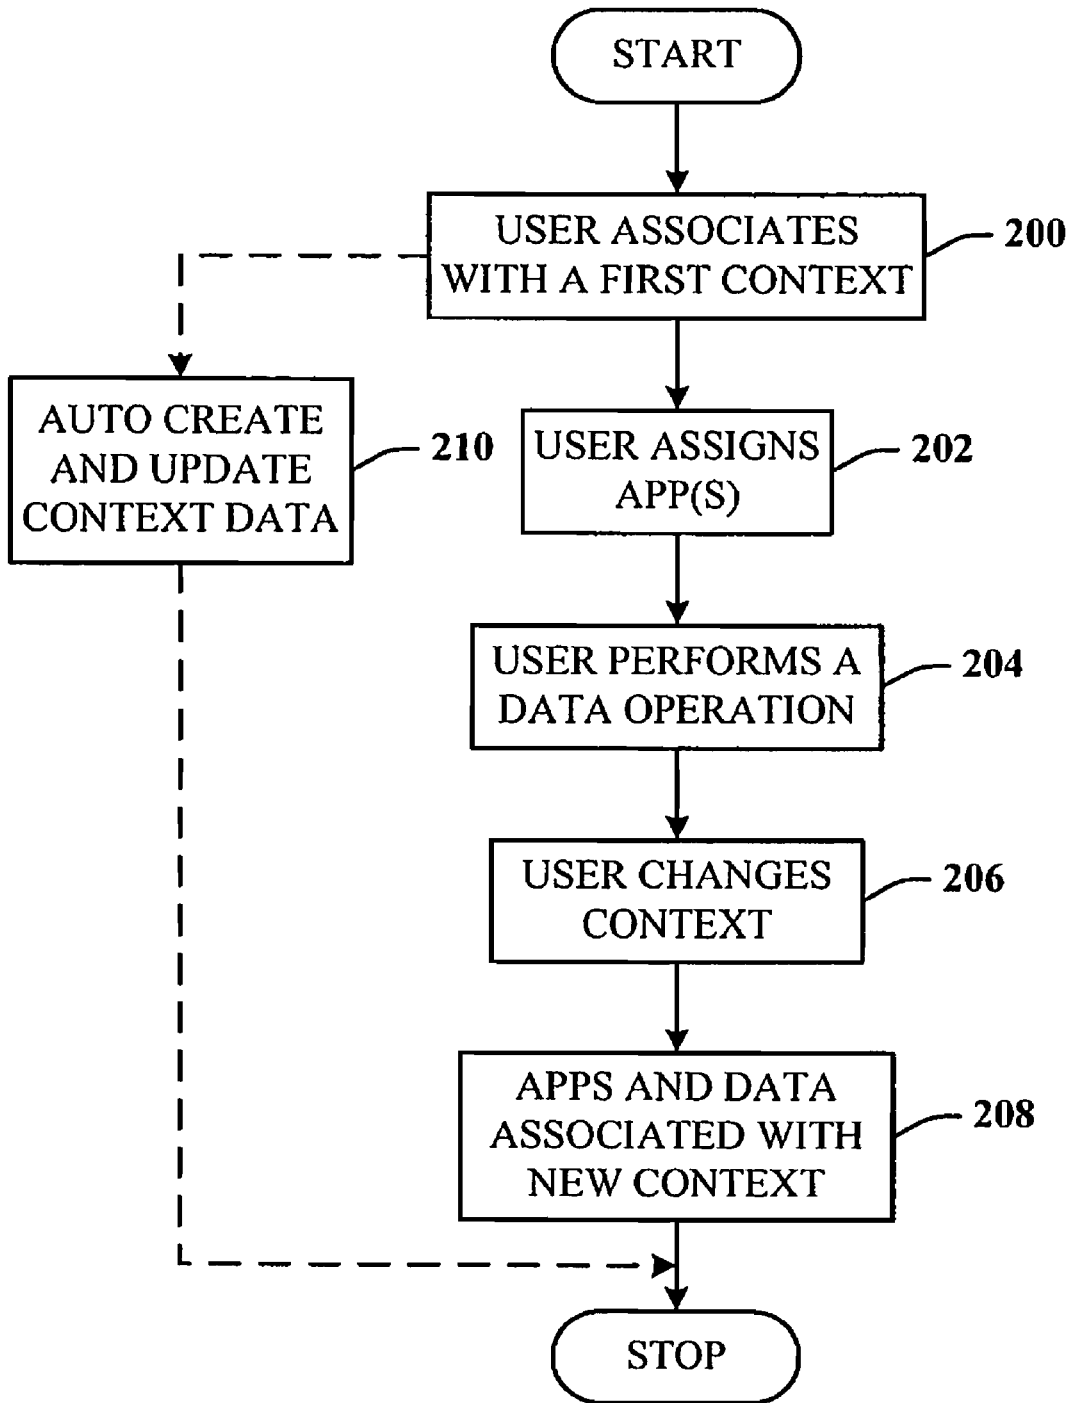 START
USER ASSOCIATES
WITH A FIRST CONTEXT
200
AUTO CREATE
AND UPDATE
CONTEXT DATA
210
USER ASSIGNS
APP(S)
202
USER PERFORMS A
DATA OPERATION
204
USER CHANGES
CONTEXT
206
APPS AND DATA
ASSOCIATED WITH
NEW CONTEXT
208
STOP